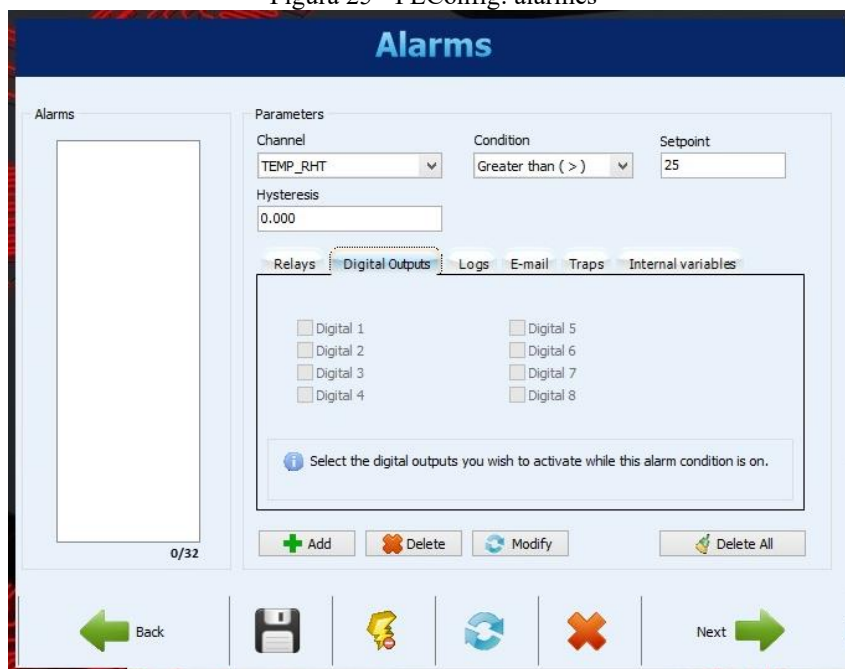 Figura 25 - FLConfig: alarmes
Alarms
Alarms
Parameters
Channel
Condition
Setpoint
TEMP_RHT
Greater than ( > )
25
Hysteresis
0.000
Relays
Digital Outputs
Logs
E-mail
Traps
Internal variables
Digital 1
Digital 5
Digital 2
Digital 6
Digital 3
Digital 7
Digital 4
Digital 8
Select the digital outputs you wish to activate while this alarm condition is on.
0/32
Add
Delete
Modify
Delete All
Back
Next